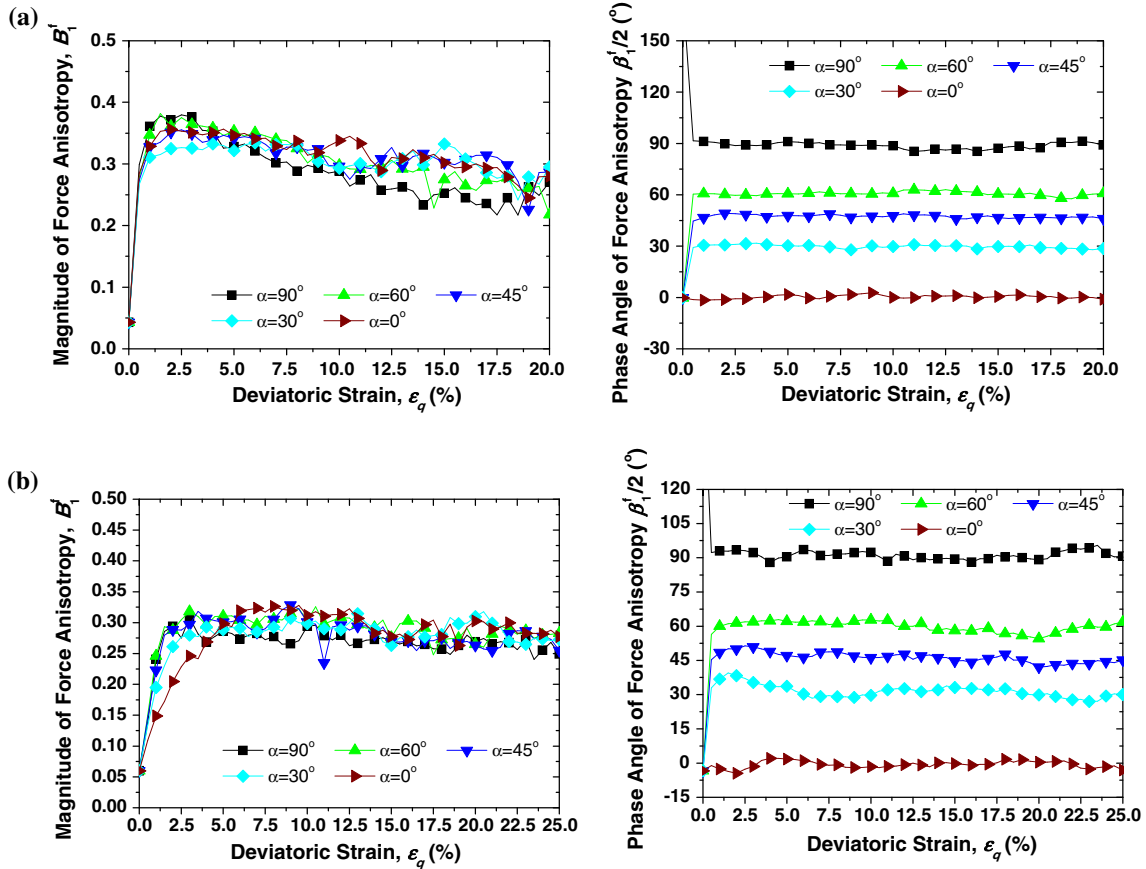 (a)
Magnitude of Force Anisotropy, B₁ᶠ
0.5
0.4
0.3
0.2
0.1
0.0
α=90° α=60° α=45°
α=30° α=0°
0.0 2.5 5.0 7.5 10.0 12.5 15.0 17.5 20.0
Deviatoric Strain, εq (%)
Phase Angle of Force Anisotropy β₁ᶠ/2 (°)
150
120
90
60
30
0
-30
α=90° α=60° α=45°
α=30° α=0°
0.0 2.5 5.0 7.5 10.0 12.5 15.0 17.5 20.0
Deviatoric Strain, εq (%)
(b)
Magnitude of Force Anisotropy, B₁ᶠ
0.50
0.45
0.40
0.35
0.30
0.25
0.20
0.15
0.10
0.05
0.00
α=90° α=60° α=45°
α=30° α=0°
0.0 2.5 5.0 7.5 10.0 12.5 15.0 17.5 20.0 22.5 25.0
Deviatoric Strain, εq (%)
Phase Angle of Force Anisotropy β₁ᶠ/2 (°)
120
105
90
75
60
45
30
15
0
-15
α=90° α=60° α=45°
α=30° α=0°
0.0 2.5 5.0 7.5 10.0 12.5 15.0 17.5 20.0 22.5 25.0
Deviatoric Strain, εq (%)